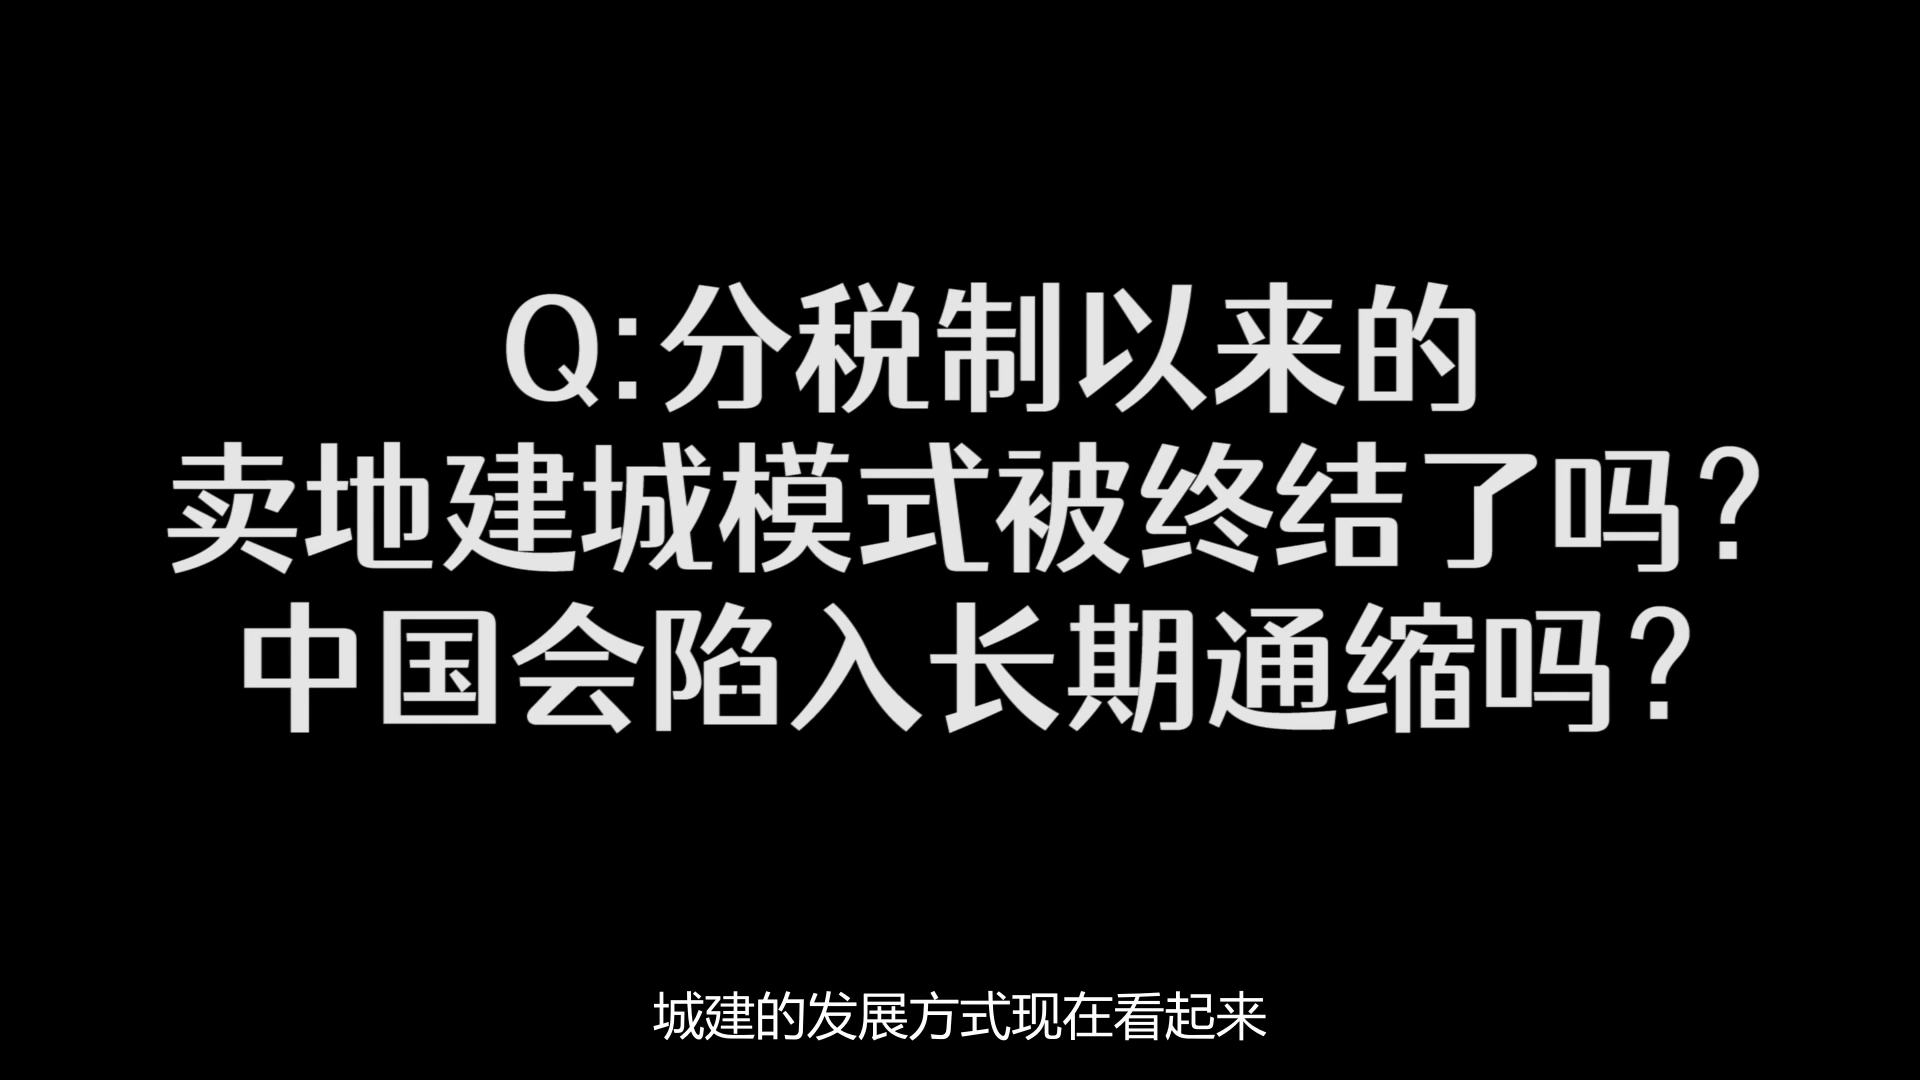 Q:分税制以来的
卖地建城模式被终结了吗?
中国会陷入长期通缩吗?
城建的发展方式现在看起来